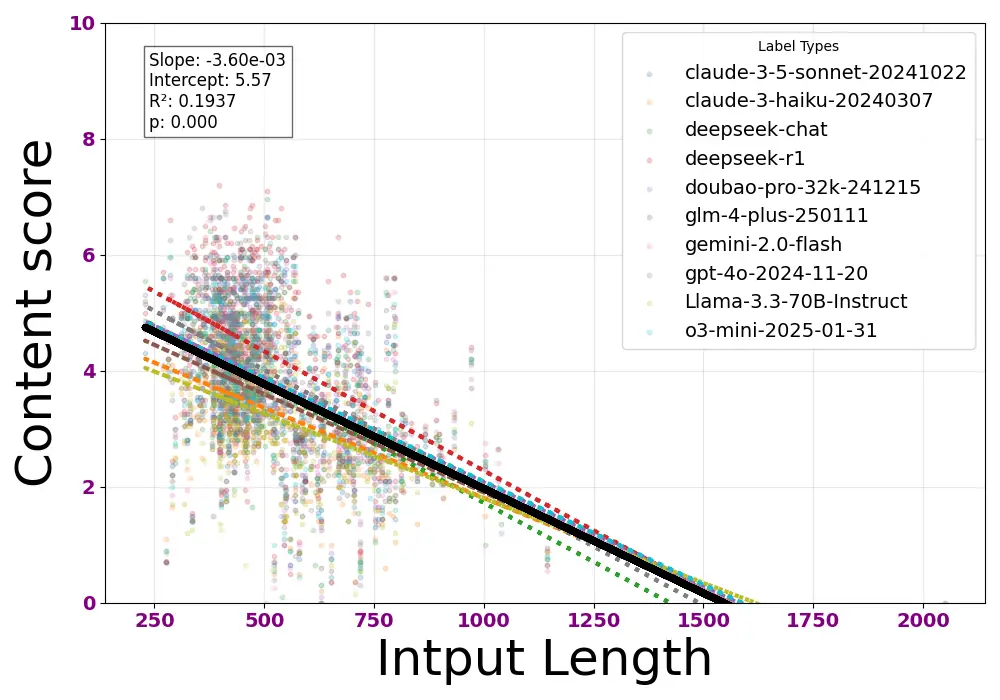 Content score
10
8
6
4
2
0
Slope: -3.60e-03
Intercept: 5.57
R²: 0.1937
p: 0.000
Label Types
claude-3-5-sonnet-20241022
claude-3-haiku-20240307
deepseek-chat
deepseek-r1
doubao-pro-32k-241215
glm-4-plus-250111
gemini-2.0-flash
gpt-4o-2024-11-20
Llama-3.3-70B-Instruct
o3-mini-2025-01-31
250 500 750 1000 1250 1500 1750 2000
Intput Length